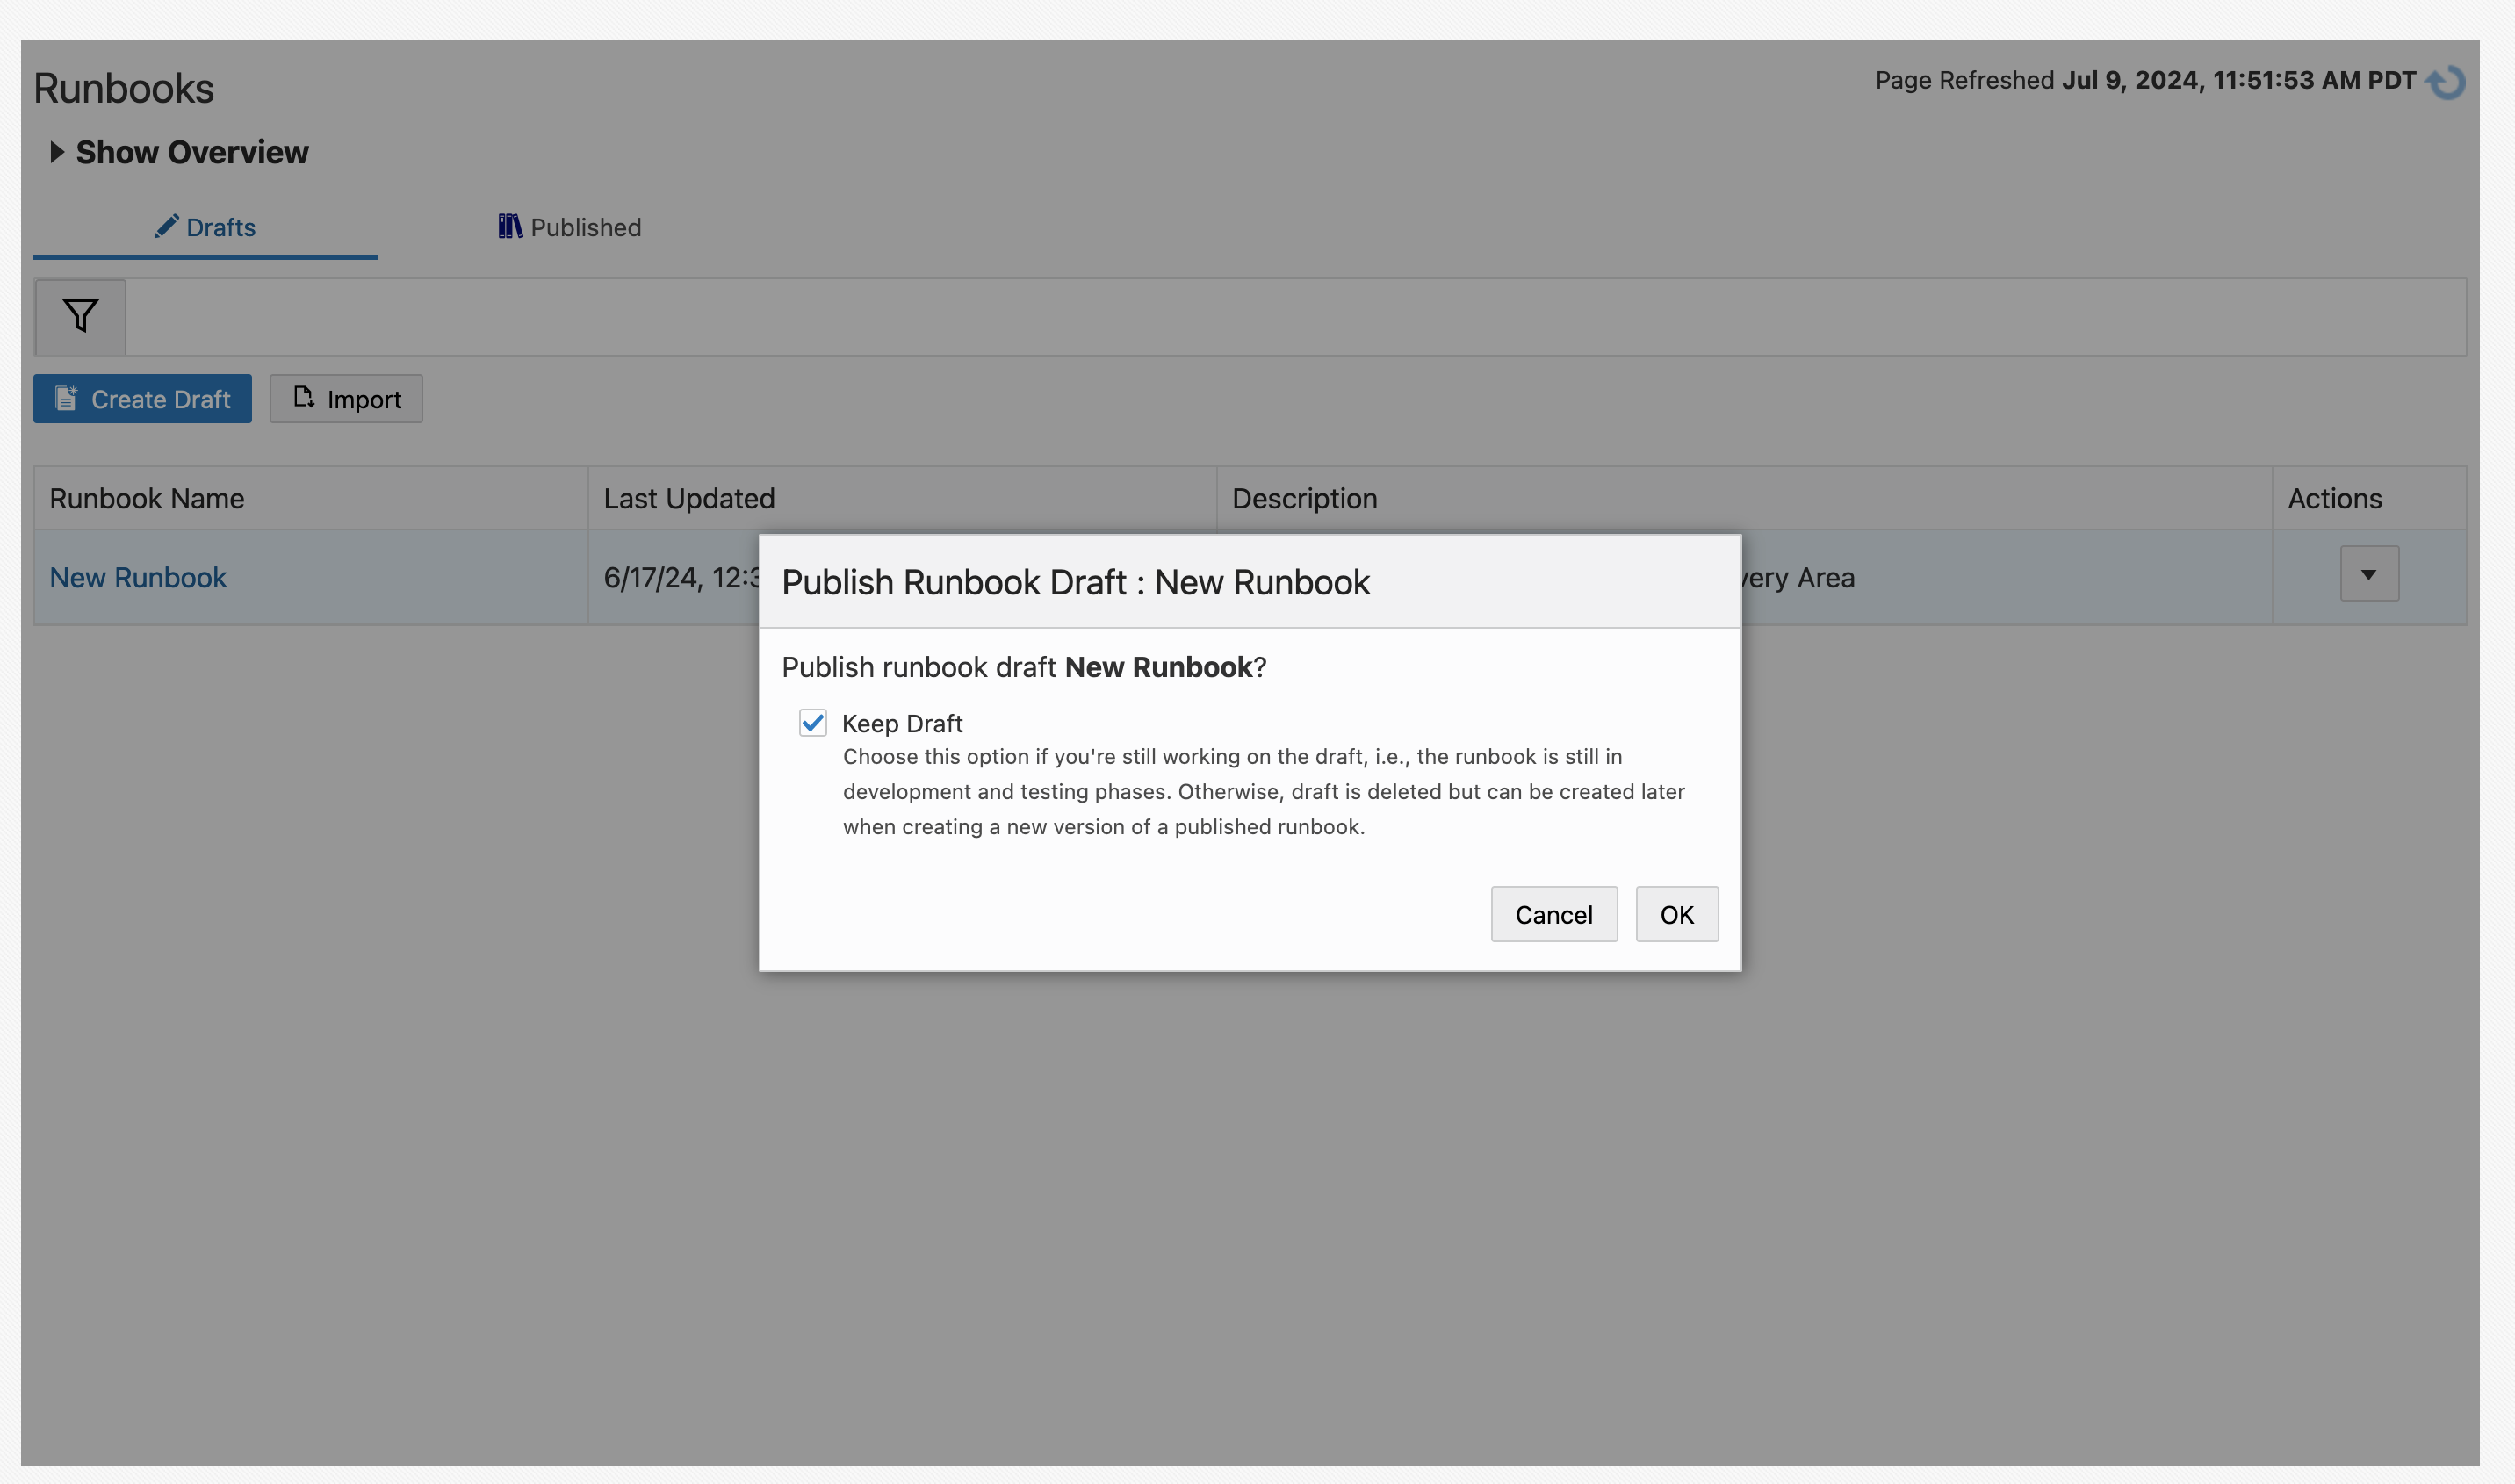 Runbooks
Page Refreshed Jul 9, 2024, 11:51:53 AM PDT
Show Overview
Drafts
Published
Create Draft
Import
Runbook Name
Last Updated
Description
Actions
New Runbook
6/17/24,
Area
Publish Runbook Draft : New Runbook
Publish runbook draft New Runbook?
Keep Draft
Choose this option if you're still working on the draft, i.e., the runbook is still in
development and testing phases. Otherwise, draft is deleted but can be created later
when creating a new version of a published runbook.
Cancel
OK